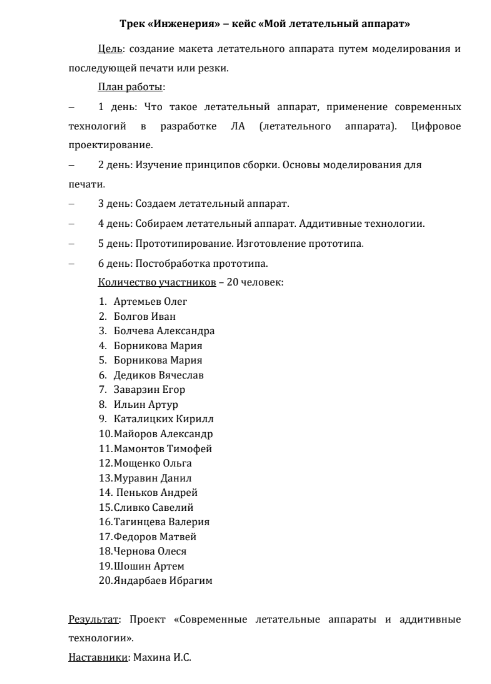 Трек «Инженерия» – кейс «Мой летательный аппарат»
Цель: создание макета летательного аппарата путем моделирования и
последующей печати или резки.
План работы:
– 1 день: Что такое летательный аппарат, применение современных
технологий в разработке ЛА (летательного аппарата). Цифровое
проектирование.
– 2 день: Изучение принципов сборки. Основы моделирования для
печати.
– 3 день: Создаем летательный аппарат.
– 4 день: Собираем летательный аппарат. Аддитивные технологии.
– 5 день: Прототипирование. Изготовление прототипа.
– 6 день: Постобработка прототипа.
Количество участников – 20 человек:
1. Артемьев Олег
2. Болгов Иван
3. Болчева Александра
4. Борникова Мария
5. Борникова Мария
6. Дедиков Вячеслав
7. Заварзин Егор
8. Ильин Артур
9. Каталицких Кирилл
10.Майоров Александр
11.Мамонтов Тимофей
12.Мощенко Ольга
13.Муравин Данил
14. Пеньков Андрей
15.Сливко Савелий
16.Тагинцева Валерия
17.Федоров Матвей
18.Чернова Олеся
19.Шошин Артем
20.Яндарбаев Ибрагим
Результат: Проект «Современные летательные аппараты и аддитивные
технологии».
Наставники: Махина И.С.